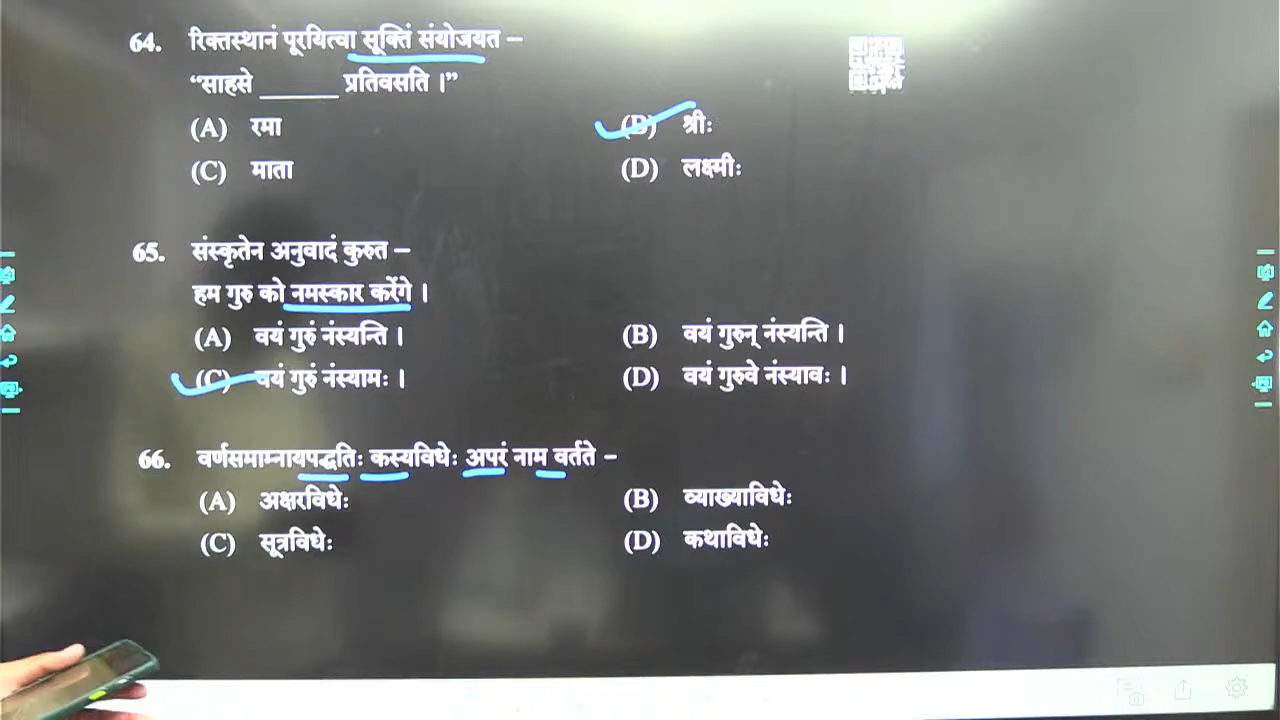 64. रिक्तस्थानं पूरयित्वा सूक्तिं संयोजयत –
“साहसे ______ प्रतिवसति ।”
(A) रमा (B) श्रीः
(C) माता (D) लक्ष्मीः
65. संस्कृतेन अनुवादं कुरुत –
हम गुरु को नमस्कार करेंगे ।
(A) वयं गुरुं नंस्यन्ति । (B) वयं गुरुन् नंस्यन्ति ।
(C) वयं गुरुं नंस्यामः । (D) वयं गुरुवे नंस्यावः ।
66. वर्णसमाम्नायपद्धतिः कस्यविधेः अपरं नाम वर्तते –
(A) अक्षरविधेः (B) व्याख्याविधेः
(C) सूत्रविधेः (D) कथाविधेः